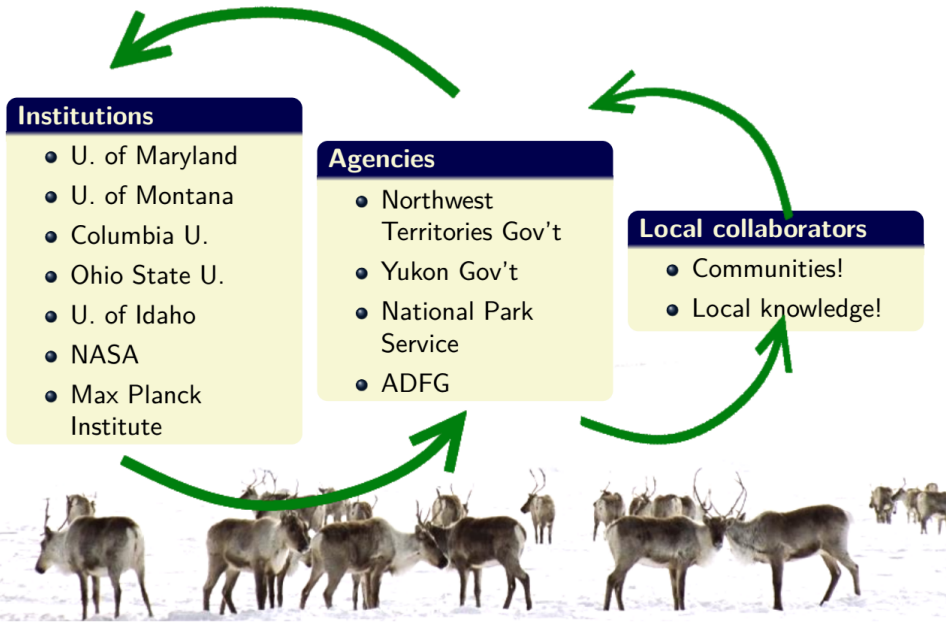 Institutions
U. of Maryland
U. of Montana
Columbia U.
Ohio State U.
U. of Idaho
NASA
Max Planck
Institute
Agencies
Northwest
Territories Gov't
Yukon Gov't
National Park
Service
ADFG
Local collaborators
Communities!
Local knowledge!